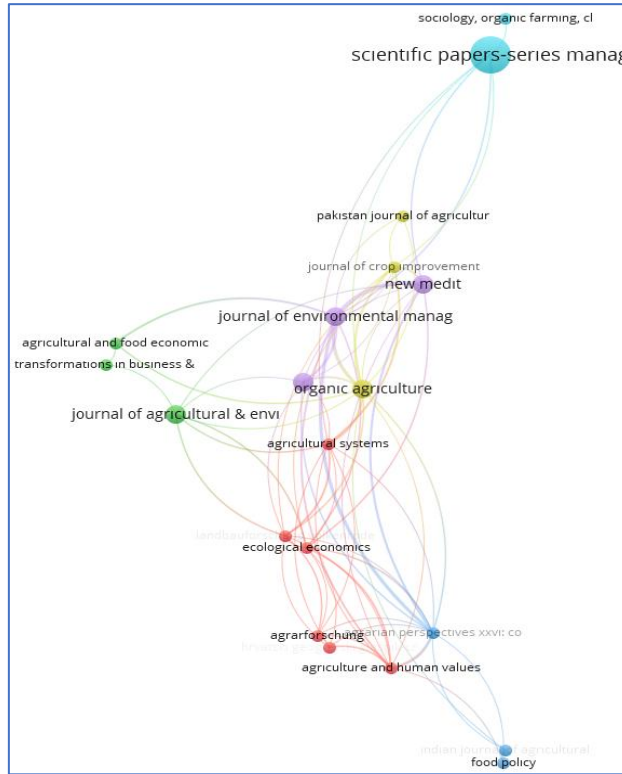 sociology, organic farming, cl
scientific papers-series manag
pakistan journal of agricultur
journal of crop improvement
new medit
journal of environmental manag
agricultural and food economic
transformations in business &
organic agriculture
journal of agricultural & envi
agricultural systems
ecological economics
agrarforschung
agrarian perspectives xxvi: co
agriculture and human values
indian journal of agricultural
food policy